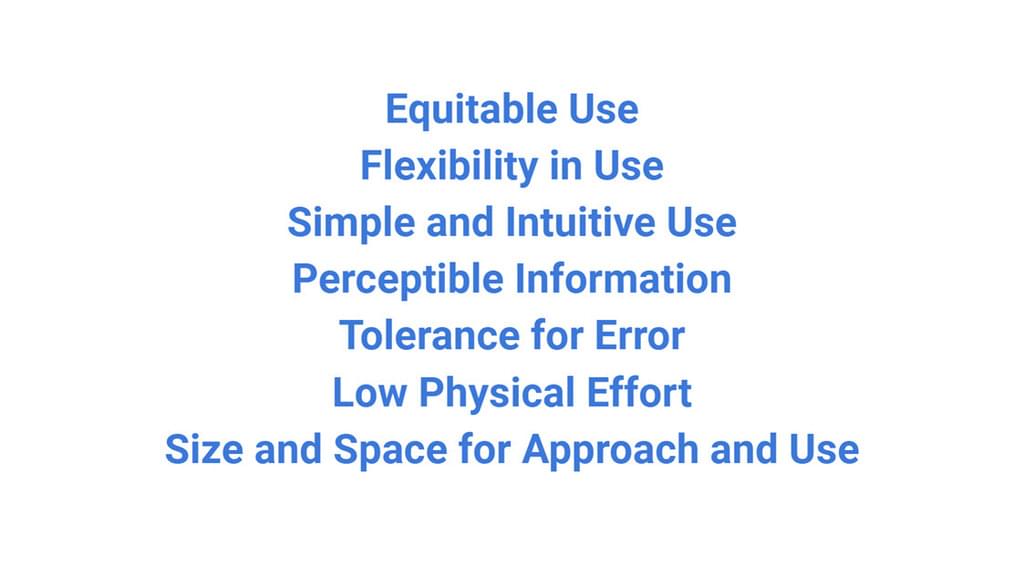 Equitable Use
Flexibility in Use
Simple and Intuitive Use
Perceptible Information
Tolerance for Error
Low Physical Effort
Size and Space for Approach and Use